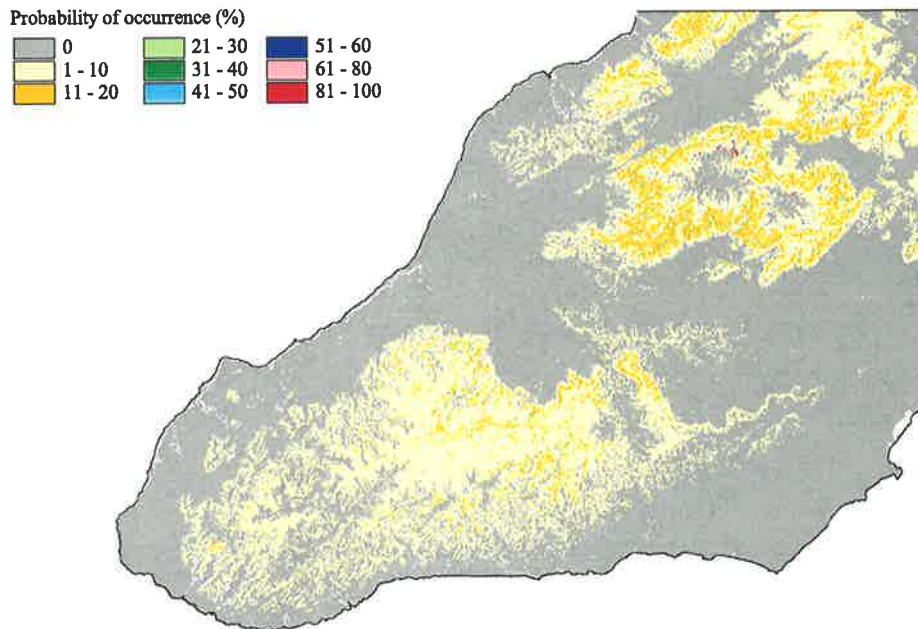 Probability of occurrence (%)
0 21 - 30 51 - 60
1 - 10 31 - 40 61 - 80
11 - 20 41 - 50 81 - 100